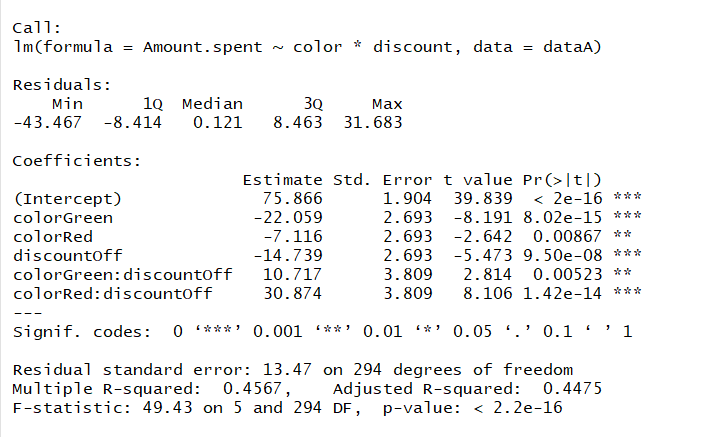 Call:
lm(formula = Amount.spent ~ color * discount, data = dataA)
Residuals:
    Min      1Q  Median      3Q     Max
-43.467  -8.414   0.121   8.463  31.683
Coefficients:
                       Estimate Std. Error t value Pr(>|t|)
(Intercept)              75.866      1.904  39.839  < 2e-16 ***
colorGreen              -22.059      2.693  -8.191 8.02e-15 ***
colorRed                 -7.116      2.693  -2.642  0.00867 **
discountOff             -14.739      2.693  -5.473 9.50e-08 ***
colorGreen:discountOff   10.717      3.809   2.814  0.00523 **
colorRed:discountOff     30.874      3.809   8.106 1.42e-14 ***
---
Signif. codes:  0 ‘***’ 0.001 ‘**’ 0.01 ‘*’ 0.05 ‘.’ 0.1 ‘ ’ 1
Residual standard error: 13.47 on 294 degrees of freedom
Multiple R-squared:  0.4567,    Adjusted R-squared:  0.4475
F-statistic: 49.43 on 5 and 294 DF,  p-value: < 2.2e-16